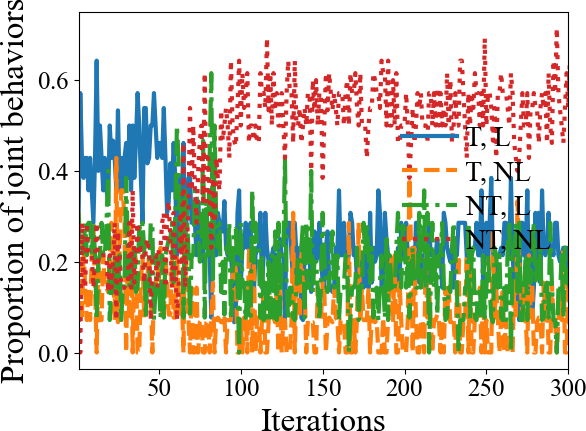 Proportion of joint behaviors
0.6
0.4
0.2
0.0
T, L
T, NL
NT, L
NT, NL
50
100
150
200
250
300
Iterations